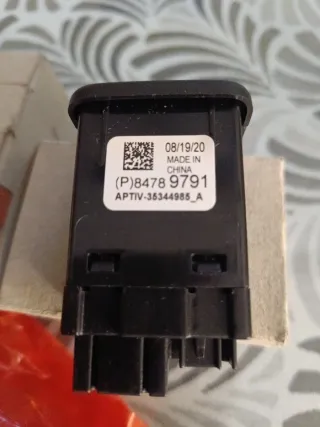 08/19/20
MADE IN
CHINA
(P)8478 9791
APTIV-35344985_A